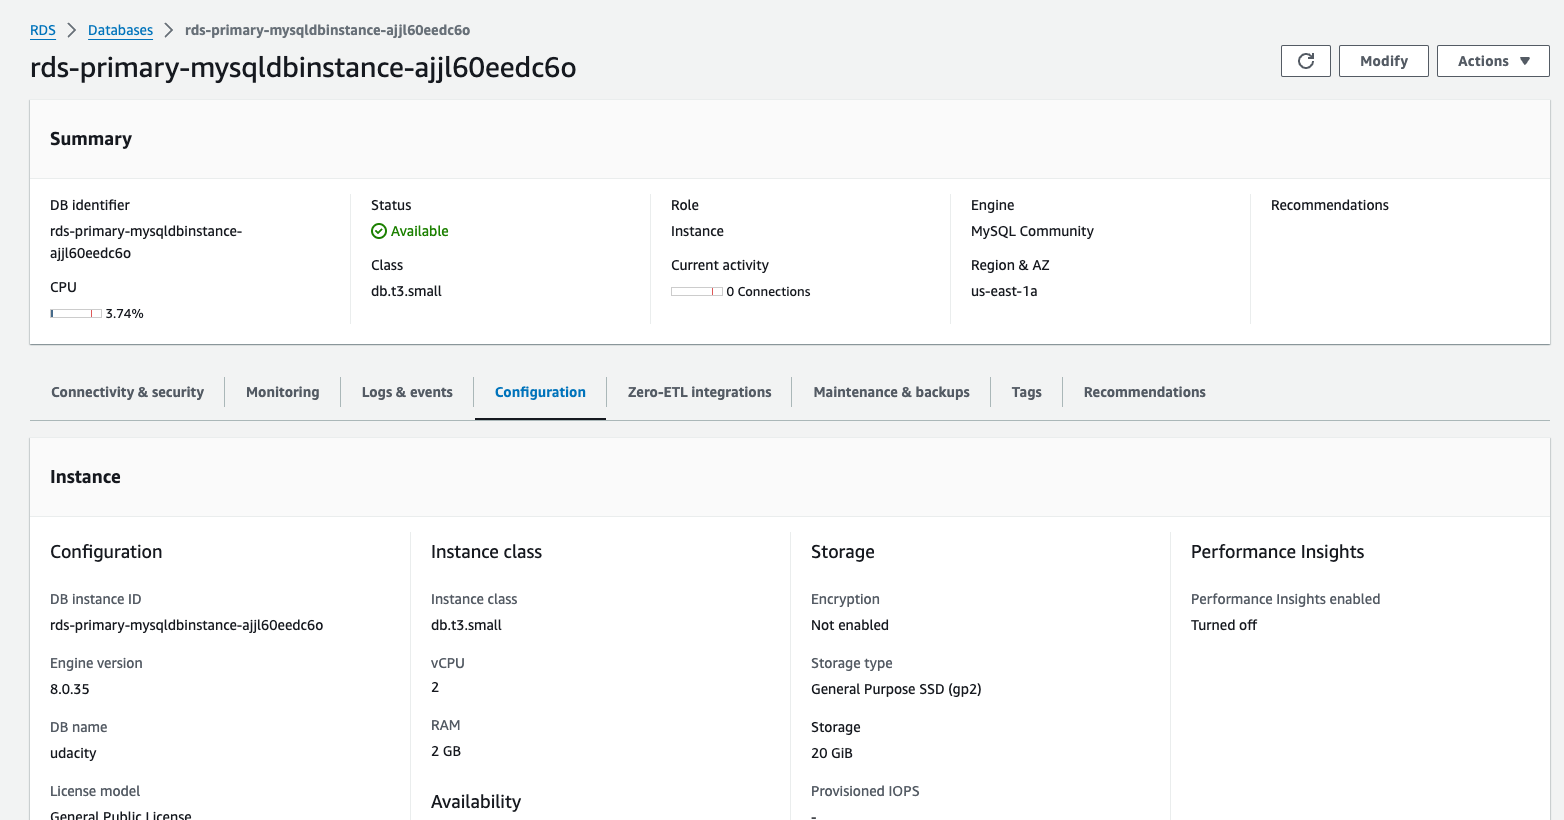 RDS > Databases > rds-primary-mysqldbinstance-ajjl60eedc6o
rds-primary-mysqldbinstance-ajjl60eedc6o
Modify
Actions
Summary
DB identifier
rds-primary-mysqldbinstance-
ajjl60eedc6o
CPU
3.74%
Status
Available
Class
db.t3.small
Role
Instance
Current activity
0 Connections
Engine
MySQL Community
Region & AZ
us-east-1a
Recommendations
Connectivity & security
Monitoring
Logs & events
Configuration
Zero-ETL integrations
Maintenance & backups
Tags
Recommendations
Instance
Configuration
DB instance ID
rds-primary-mysqldbinstance-ajjl60eedc6o
Engine version
8.0.35
DB name
udacity
License model
General Public License
Instance class
Instance class
db.t3.small
vCPU
2
RAM
2 GB
Availability
Storage
Encryption
Not enabled
Storage type
General Purpose SSD (gp2)
Storage
20 GiB
Provisioned IOPS
-
Performance Insights
Performance Insights enabled
Turned off